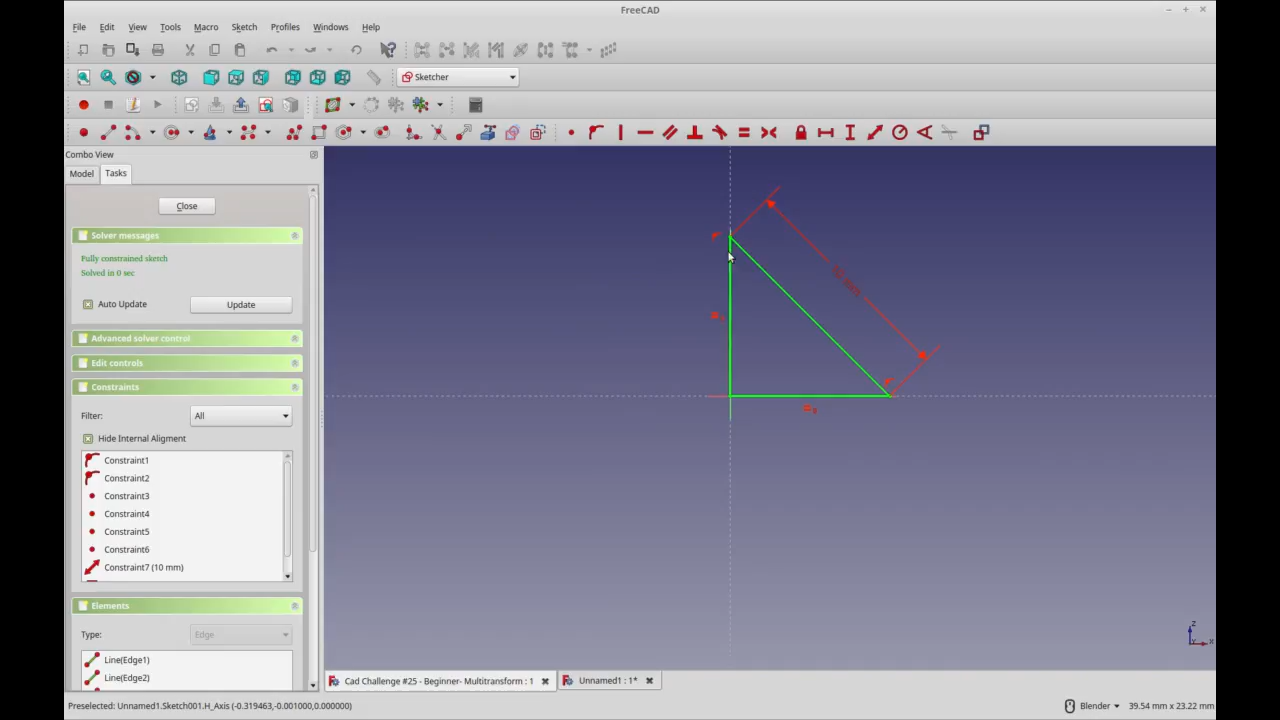 FreeCAD
File Edit View Tools Macro Sketch Profiles Windows Help
Sketcher
Combo View
Model Tasks
Close
Solver messages
Fully constrained sketch
Solved in 0 sec
Auto Update Update
Advanced solver control
Edit controls
Constraints
Filter: All
Hide Internal Aligment
Constraint1
Constraint2
Constraint3
Constraint4
Constraint5
Constraint6
Constraint7 (10 mm)
Elements
Type: Edge
Line(Edge1)
Line(Edge2)
10 mm
Z
Y X
Cad Challenge #25 - Beginner- Multitransform : 1 Unnamed1 : 1*
Preselected: Unnamed1.Sketch001.H_Axis (-0.319463,-0.001000,0.000000) Blender 39.54 mm x 23.22 mm